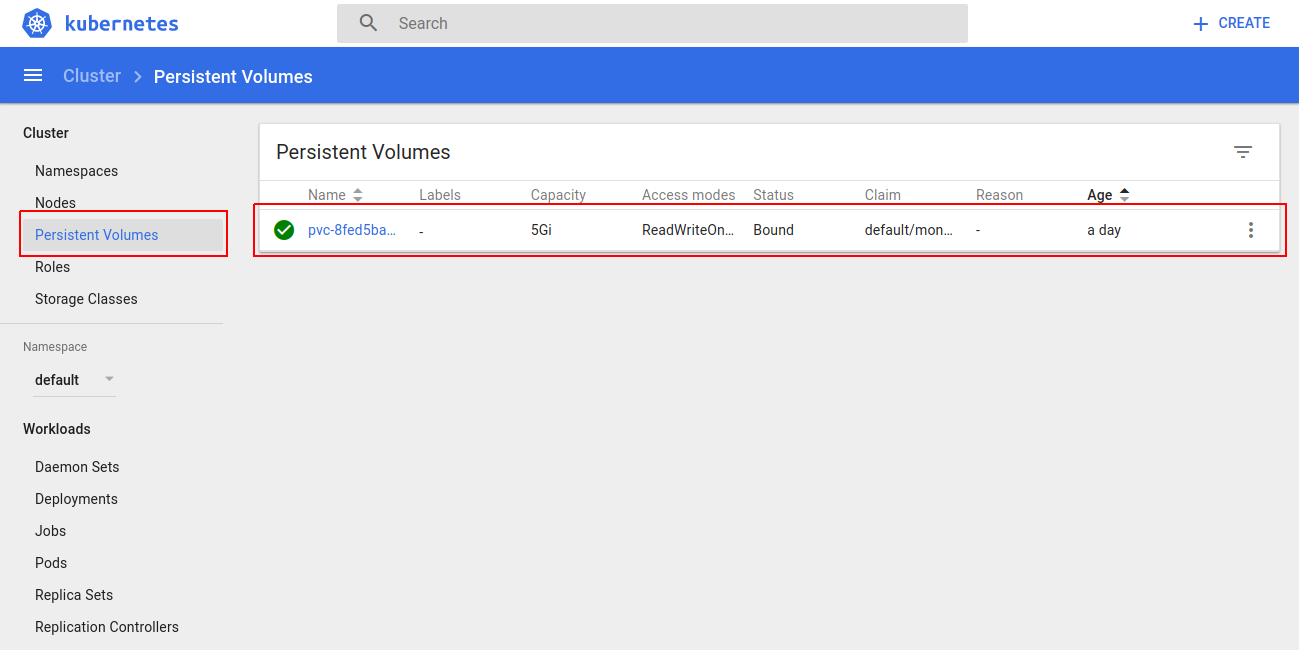 kubernetes
Search
CREATE
Cluster
Persistent Volumes
Cluster
Namespaces
Nodes
Persistent Volumes
Roles
Storage Classes
Namespace
default
Workloads
Daemon Sets
Deployments
Jobs
Pods
Replica Sets
Replication Controllers
Persistent Volumes
Name Labels Capacity Access modes Status Claim Reason Age
pvc-8fed5ba... - 5Gi ReadWriteOn... Bound default/mon... - a day